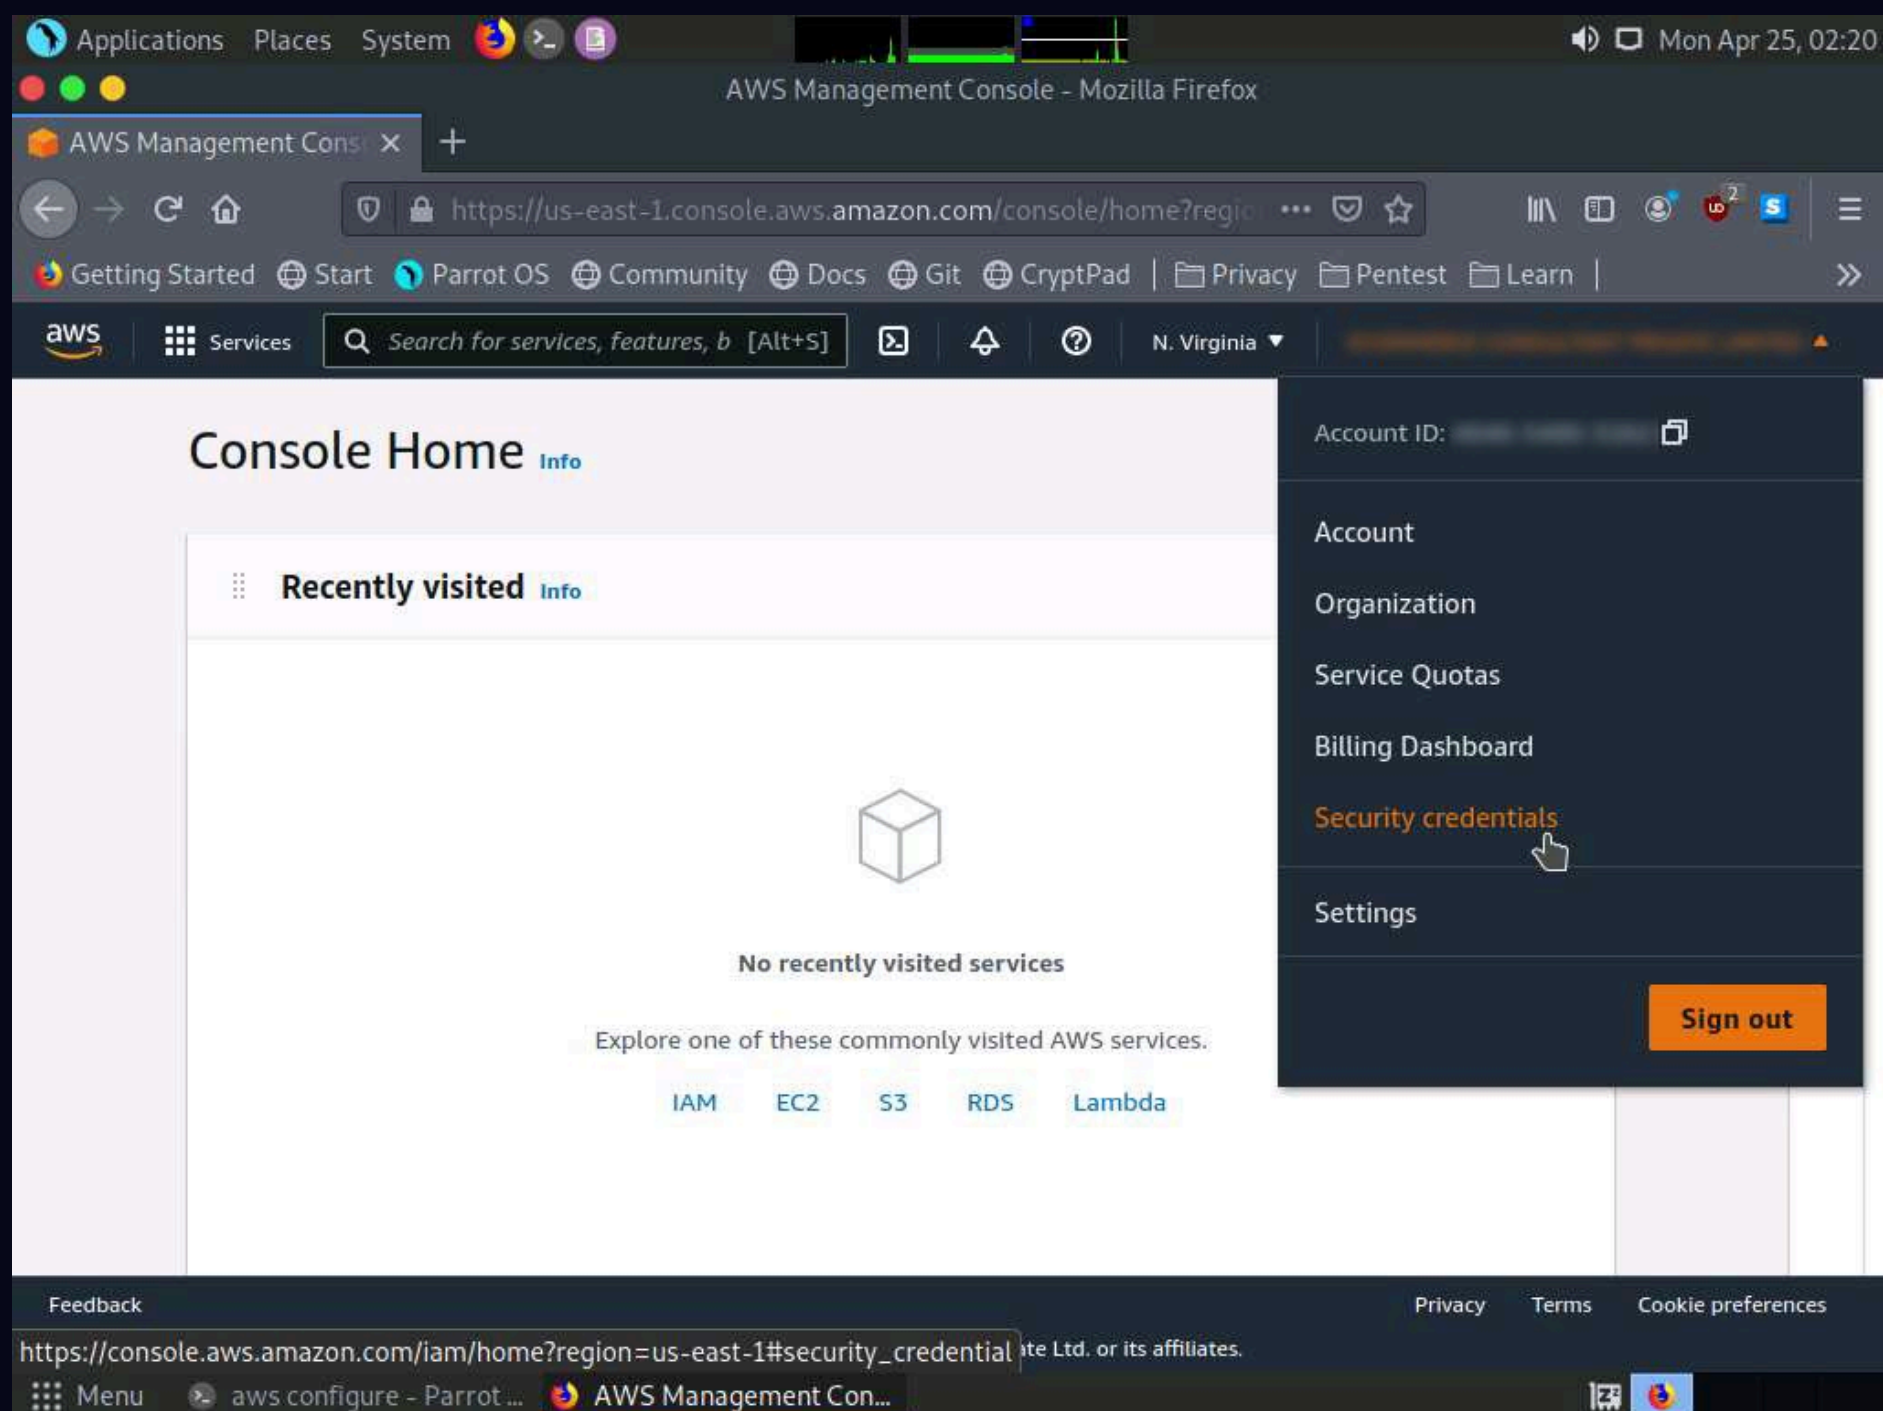 Applications Places System Mon Apr 25, 02:20
AWS Management Console - Mozilla Firefox
AWS Management Cons
https://us-east-1.console.aws.amazon.com/console/home?regio ••• 2 S
Getting Started Start Parrot OS Community Docs Git CryptPad Privacy Pentest Learn
aws Services Search for services, features, b [Alt+S] N. Virginia
Account ID:
Console Home Info
Account
Recently visited Info
Organization
Service Quotas
Billing Dashboard
Security credentials
Settings
No recently visited services
Sign out
Explore one of these commonly visited AWS services.
IAM EC2 S3 RDS Lambda
Feedback Privacy Terms Cookie preferences
https://console.aws.amazon.com/iam/home?region=us-east-1#security_credential te Ltd. or its affiliates.
Menu aws configure - Parrot ... AWS Management Con...